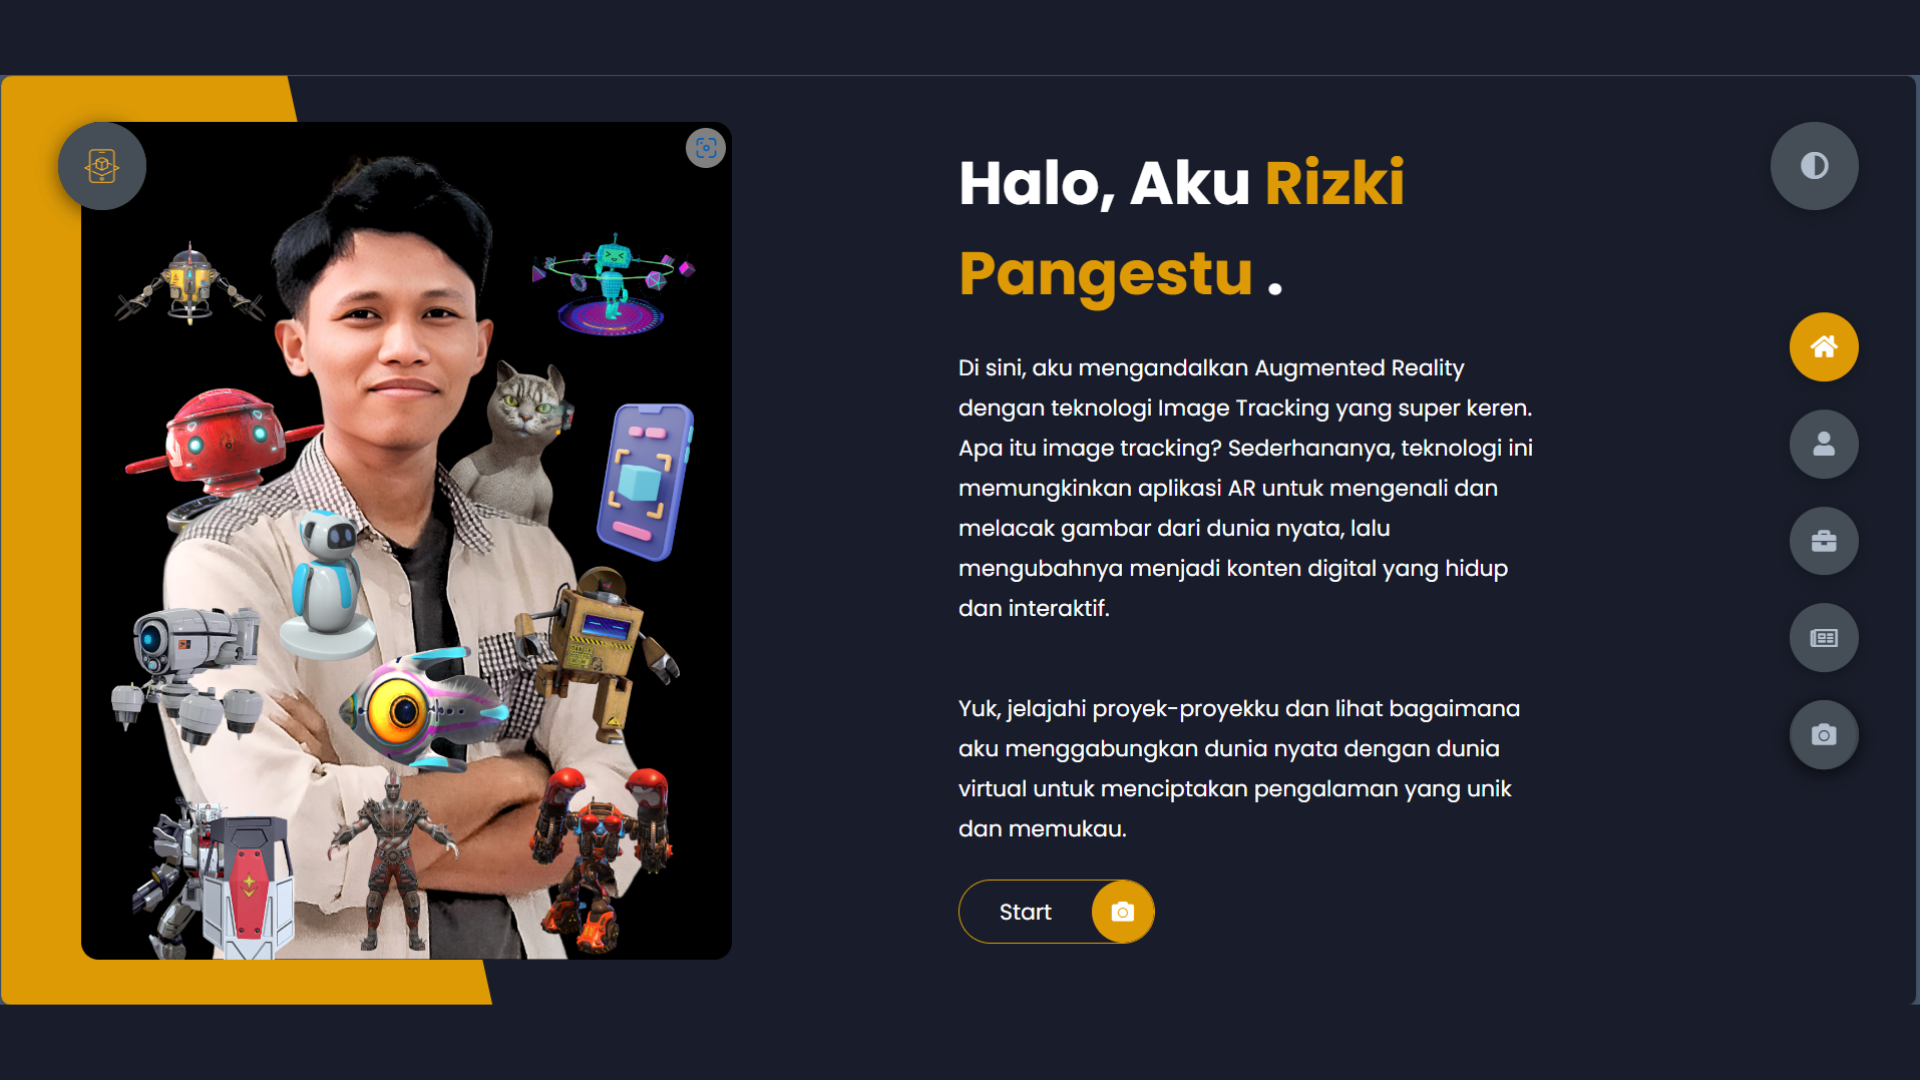 Halo, Aku Rizki
Pangestu .
Di sini, aku mengandalkan Augmented Reality
dengan teknologi Image Tracking yang super keren.
Apa itu image tracking? Sederhananya, teknologi ini
memungkinkan aplikasi AR untuk mengenali dan
melacak gambar dari dunia nyata, lalu
mengubahnya menjadi konten digital yang hidup
dan interaktif.
Yuk, jelajahi proyek-proyekku dan lihat bagaimana
aku menggabungkan dunia nyata dengan dunia
virtual untuk menciptakan pengalaman yang unik
dan memukau.
Start